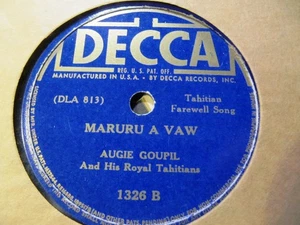 DECCA
REG. U. S. PAT. OFF.
MANUFACTURED IN U. S. A. - BY DECCA RECORDS, INC.
(DLA 813)
Tahitian
Farewell Song
MARURU A VAW
AUGIE GOUPIL
And His Royal Tahitians
1326 B